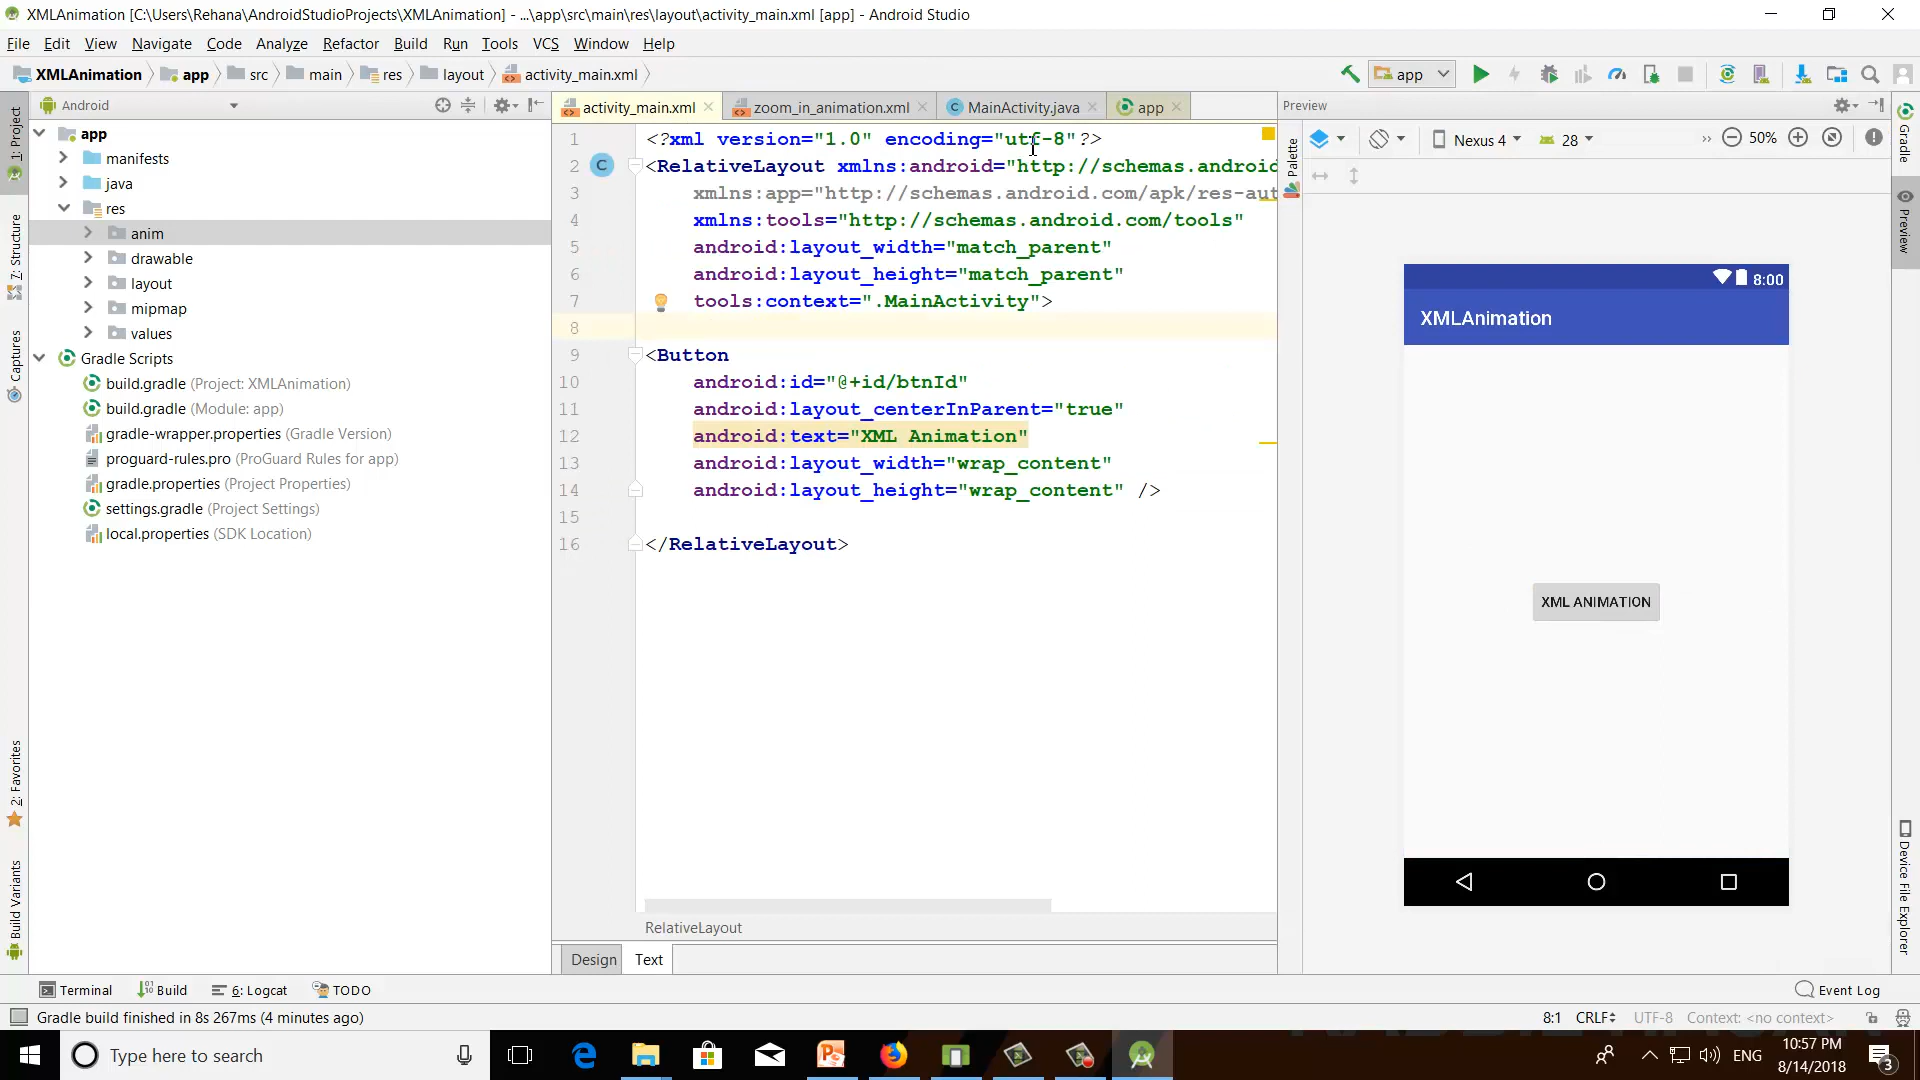 XMLAnimation [C:\Users\Rehana\AndroidStudioProjects\XMLAnimation] - ...\app\src\main\res\layout\activity_main.xml [app] - Android Studio
File Edit View Navigate Code Analyze Refactor Build Run Tools VCS Window Help
XMLAnimation app src main res layout activity_main.xml
app
Android
activity_main.xml zoom_in_animation.xml MainActivity.java app
Preview
1: Project
7: Structure
Captures
2: Favorites
Build Variants
app
manifests
java
res
anim
drawable
layout
mipmap
values
Gradle Scripts
build.gradle (Project: XMLAnimation)
build.gradle (Module: app)
gradle-wrapper.properties (Gradle Version)
proguard-rules.pro (ProGuard Rules for app)
gradle.properties (Project Properties)
settings.gradle (Project Settings)
local.properties (SDK Location)
1 <?xml version="1.0" encoding="utf-8"?>
2 <RelativeLayout xmlns:android="http://schemas.android
3 xmlns:app="http://schemas.android.com/apk/res-aut
4 xmlns:tools="http://schemas.android.com/tools"
5 android:layout_width="match_parent"
6 android:layout_height="match_parent"
7 tools:context=".MainActivity">
8
9 <Button
10 android:id="@+id/btnId"
11 android:layout_centerInParent="true"
12 android:text="XML Animation"
13 android:layout_width="wrap_content"
14 android:layout_height="wrap_content" />
15
16 </RelativeLayout>
RelativeLayout
Design Text
Palette
Nexus 4 28 50%
8:00
XMLAnimation
XML ANIMATION
Gradle
Preview
Device File Explorer
Terminal Build 6: Logcat TODO Event Log
Gradle build finished in 8s 267ms (4 minutes ago) 8:1 CRLF UTF-8 Context: <no context>
Type here to search
ENG
10:57 PM
8/14/2018
3